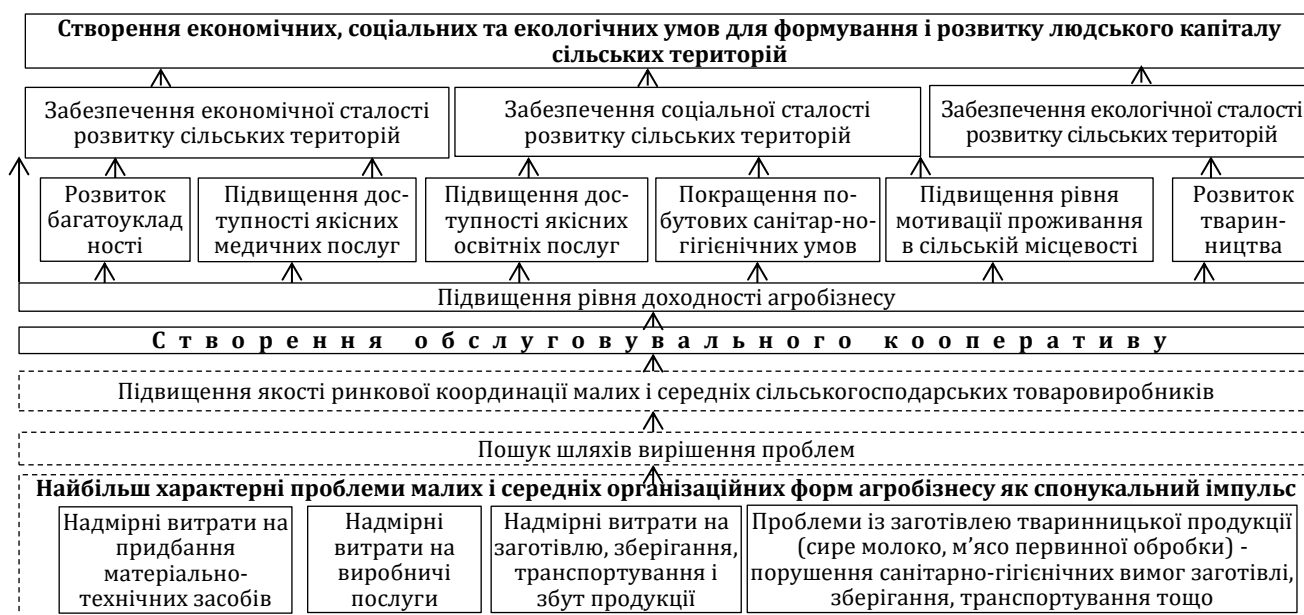 Створення економічних, соціальних та екологічних умов для формування і розвитку людського капіталу
сільських територій
Забезпечення економічної сталості
розвитку сільських територій
Забезпечення соціальної сталості
розвитку сільських територій
Забезпечення екологічної сталості
розвитку сільських територій
Розвиток
багатоуклад
ності
Підвищення дос-
тупності якісних
медичних послуг
Підвищення дос-
тупності якісних
освітніх послуг
Покращення по-
бутових санітар-но-
гігієнічних умов
Підвищення рівня
мотивації проживання
в сільській місцевості
Розвиток
тварин-
ництва
Підвищення рівня доходності агробізнесу
Створення обслуговувального кооперативу
Підвищення якості ринкової координації малих і середніх сільськогосподарських товаровиробників
Пошук шляхів вирішення проблем
Найбільш характерні проблеми малих і середніх організаційних форм агробізнесу як спонукальний імпульс
Надмірні витрати на
придбання
матеріально-
технічних засобів
Надмірні
витрати на
виробничі
послуги
Надмірні витрати на
заготівлю, зберігання,
транспортування і
збут продукції
Проблеми із заготівлею тваринницької продукції
(сире молоко, м’ясо первинної обробки) -
порушення санітарно-гігієнічних вимог заготівлі,
зберігання, транспортування тощо